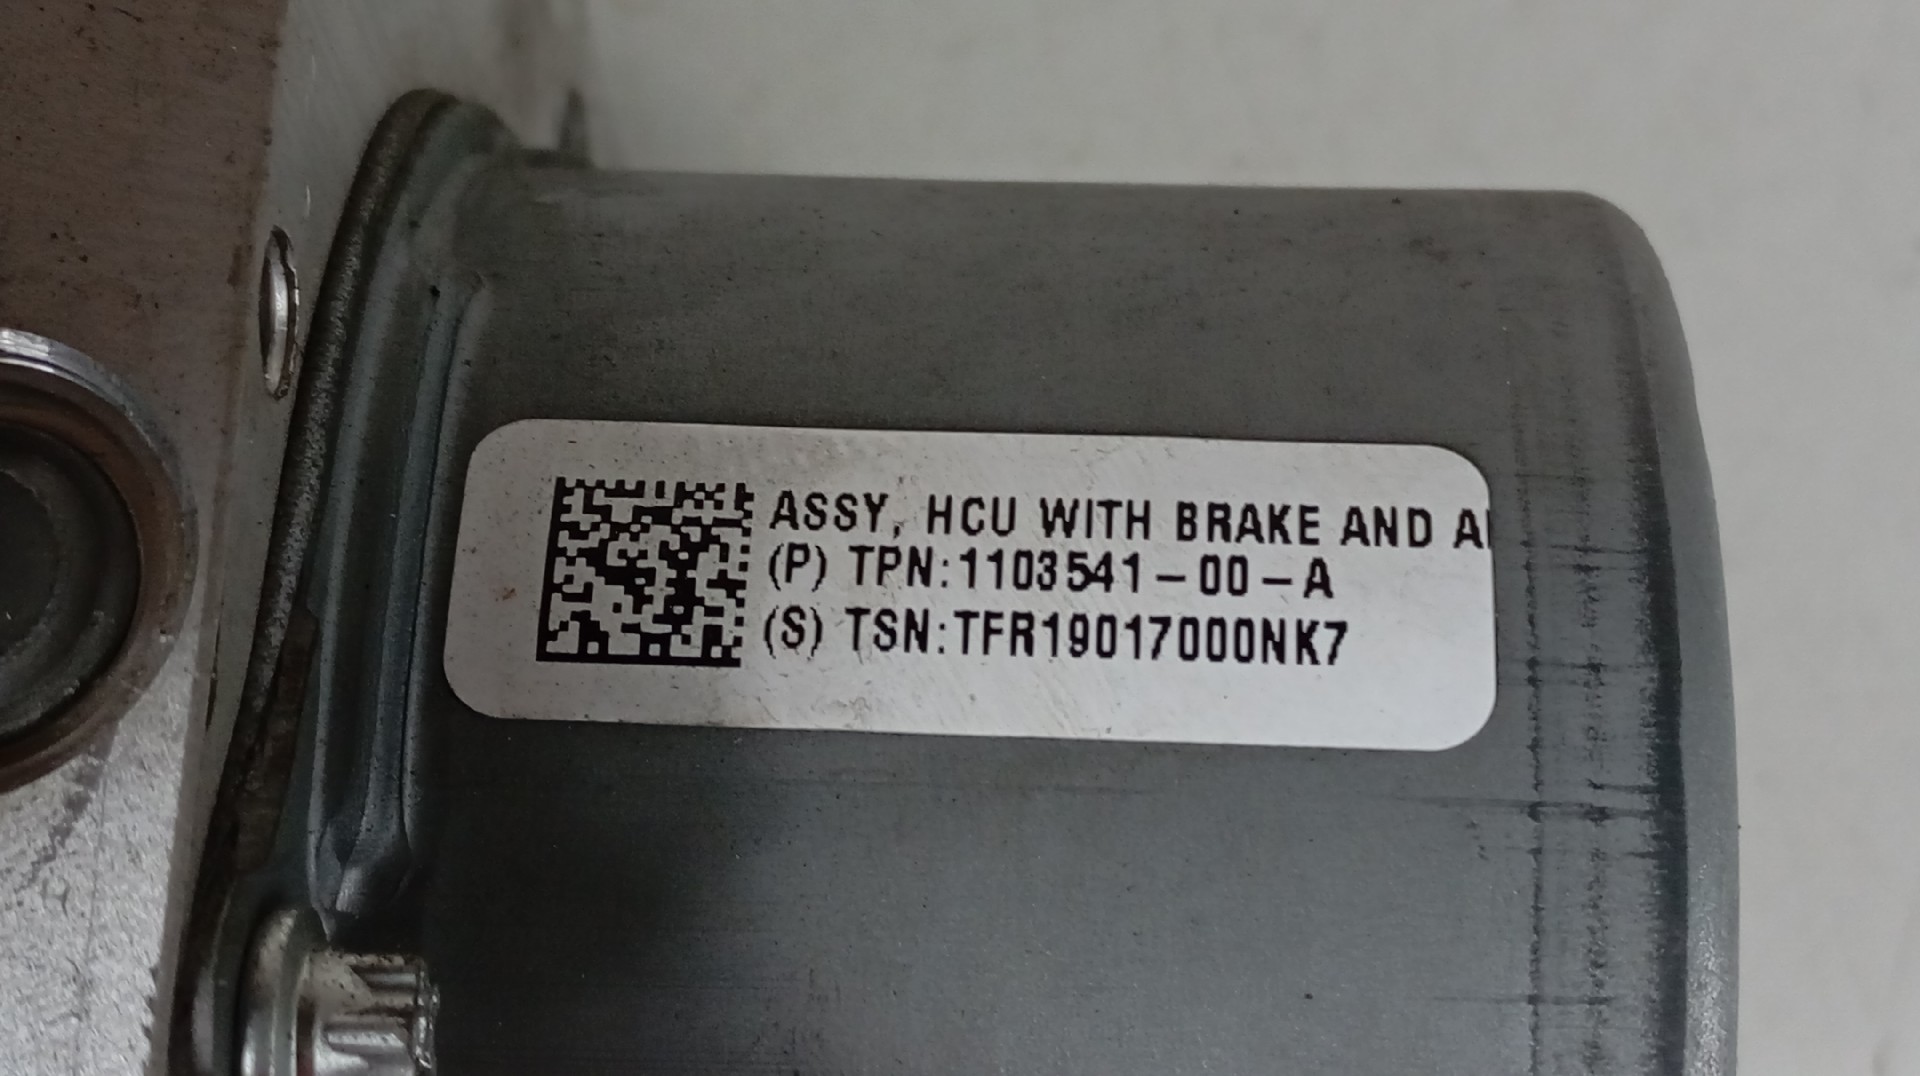 ASSY, HCU WITH BRAKE AND A
(P) TPN:1103541-00-A
(S) TSN:TFR19017000NK7